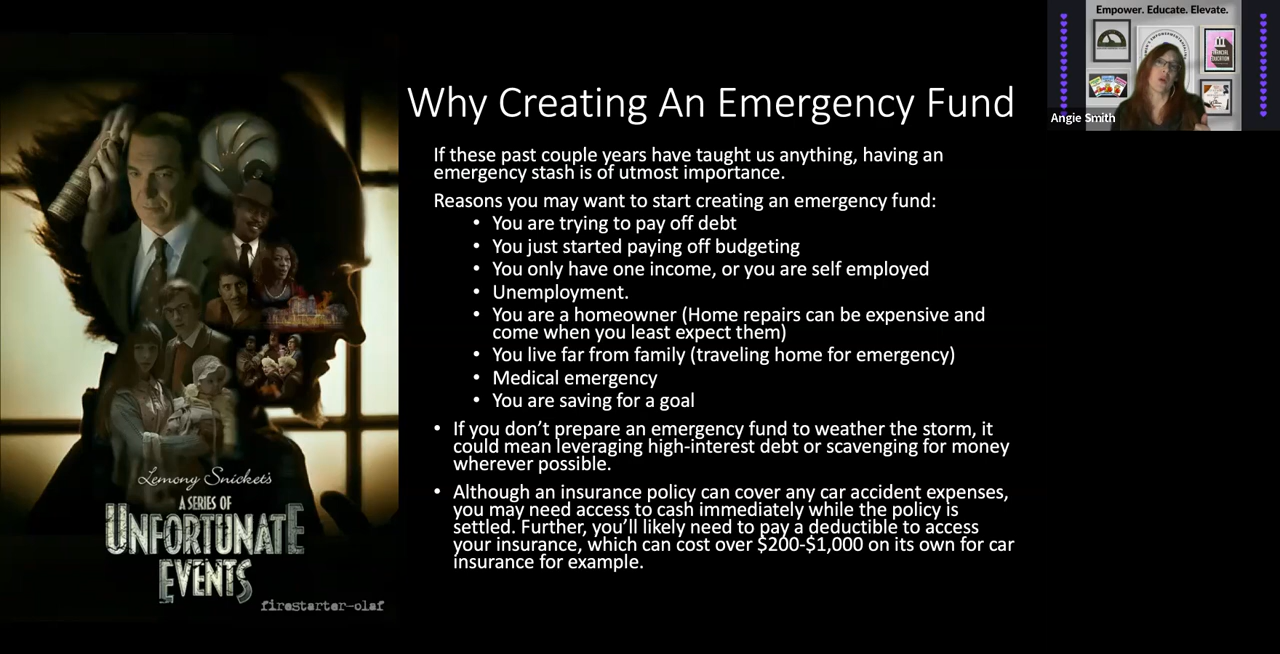 Empower. Educate. Elevate.
Angie Smith
Why Creating An Emergency Fund
If these past couple years have taught us anything, having an
emergency stash is of utmost importance.
Reasons you may want to start creating an emergency fund:
• You are trying to pay off debt
• You just started paying off budgeting
• You only have one income, or you are self employed
• Unemployment.
• You are a homeowner (Home repairs can be expensive and
come when you least expect them)
• You live far from family (traveling home for emergency)
• Medical emergency
• You are saving for a goal
• If you don’t prepare an emergency fund to weather the storm, it
could mean leveraging high-interest debt or scavenging for money
wherever possible.
• Although an insurance policy can cover any car accident expenses,
you may need access to cash immediately while the policy is
settled. Further, you’ll likely need to pay a deductible to access
your insurance, which can cost over $200-$1,000 on its own for car
insurance for example.
Lemony Snicket's
A SERIES OF
UNFORTUNATE
EVENTS
firestarter-olaf